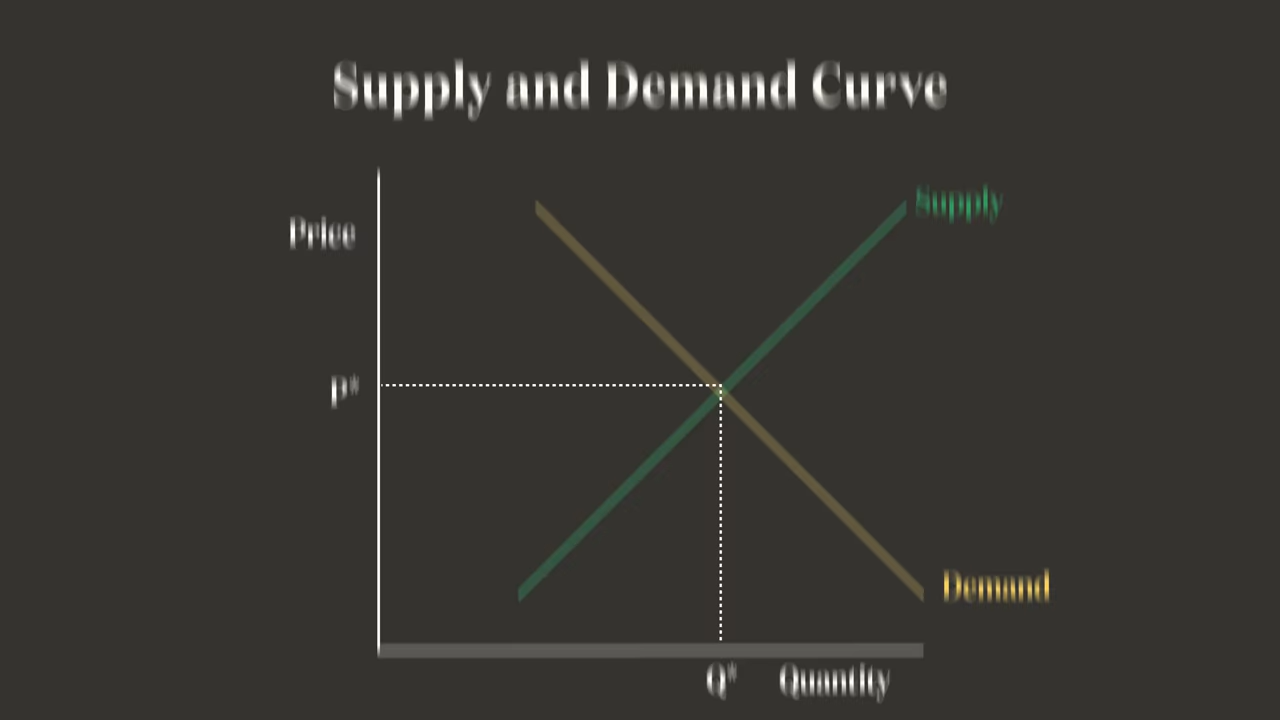 Supply and Demand Curve
Supply
Price
P*
Demand
Q*
Quantity